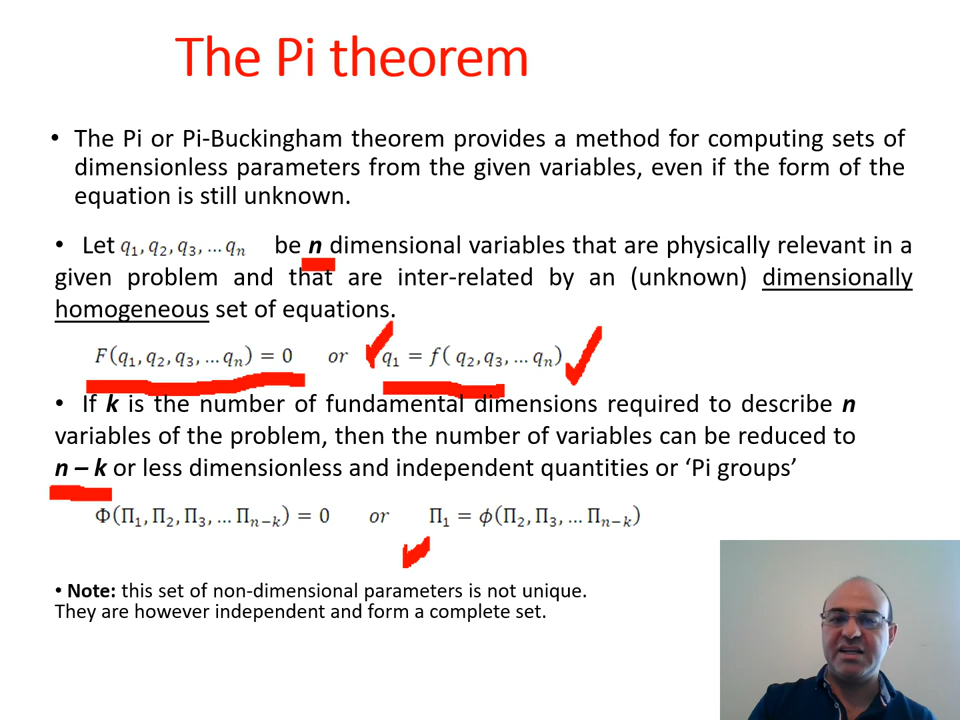 The Pi theorem
• The Pi or Pi-Buckingham theorem provides a method for computing sets of
dimensionless parameters from the given variables, even if the form of the
equation is still unknown.
• Let q₁, q₂, q₃, … qₙ be n dimensional variables that are physically relevant in a
given problem and that are inter-related by an (unknown) dimensionally
homogeneous set of equations.
F(q₁, q₂, q₃, … qₙ) = 0 or q₁ = f( q₂, q₃, … qₙ)
• If k is the number of fundamental dimensions required to describe n
variables of the problem, then the number of variables can be reduced to
n – k or less dimensionless and independent quantities or ‘Pi groups’
Φ(Π₁, Π₂, Π₃, … Πₙ₋ₖ) = 0 or Π₁ = ϕ(Π₂, Π₃, … Πₙ₋ₖ)
• Note: this set of non-dimensional parameters is not unique.
They are however independent and form a complete set.